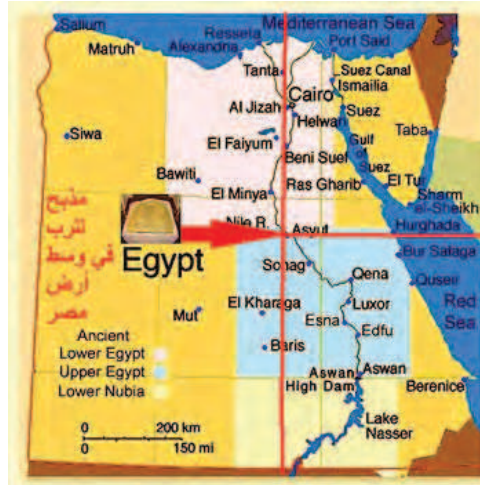 Sallum
Mediterranean Sea
Matruh
Ressela
Alexandria
Port Said
Tanta
Suez Canal
Ismailia
Cairo
Al Jizah
Helwan
Suez
Siwa
El Faiyum
Gulf
of
Suez
Taba
Beni Suef
Bawiti
El Minya
Ras Gharib
El Tur
Sharm
el-Sheikh
Nile R.
Hurghada
Asyut
مذبح
للرب
في وسط
أرض
مصر
Egypt
Sohag
Bur Safaga
Qena
Quseir
Red
Sea
Mut
El Kharaga
Luxor
Esna
Edfu
Baris
Ancient
Lower Egypt
Upper Egypt
Lower Nubia
Aswan
High Dam
Aswan
Berenice
0
200 km
0
150 mi
Lake
Nasser